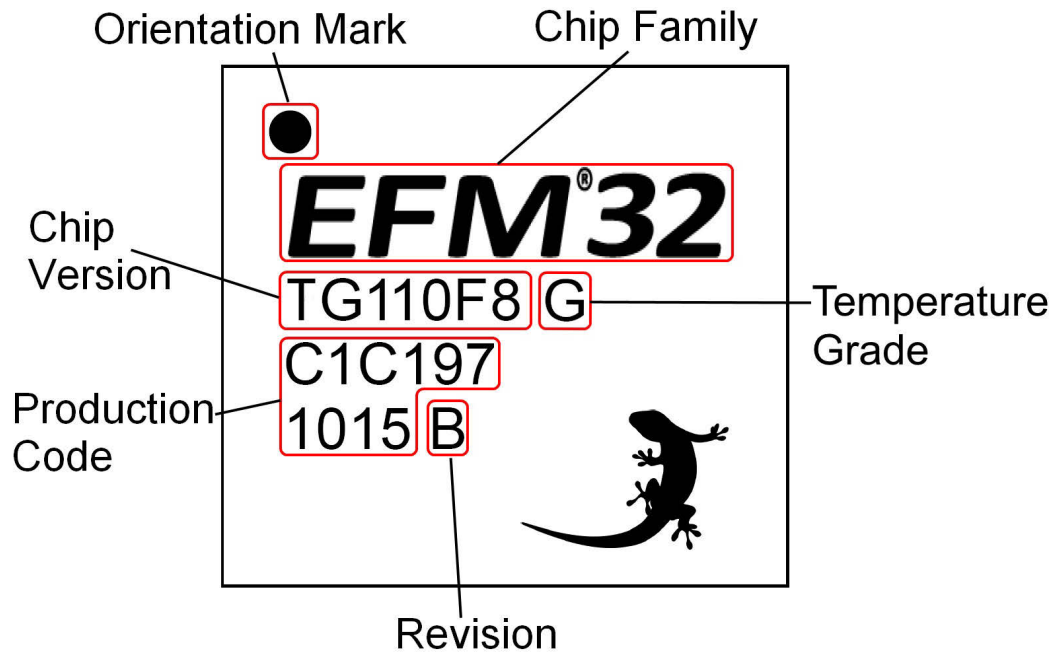 Orientation Mark
Chip Family
EFM®32
Chip
Version
TG110F8 G
Temperature
Grade
C1C197
Production
Code
1015 B
Revision